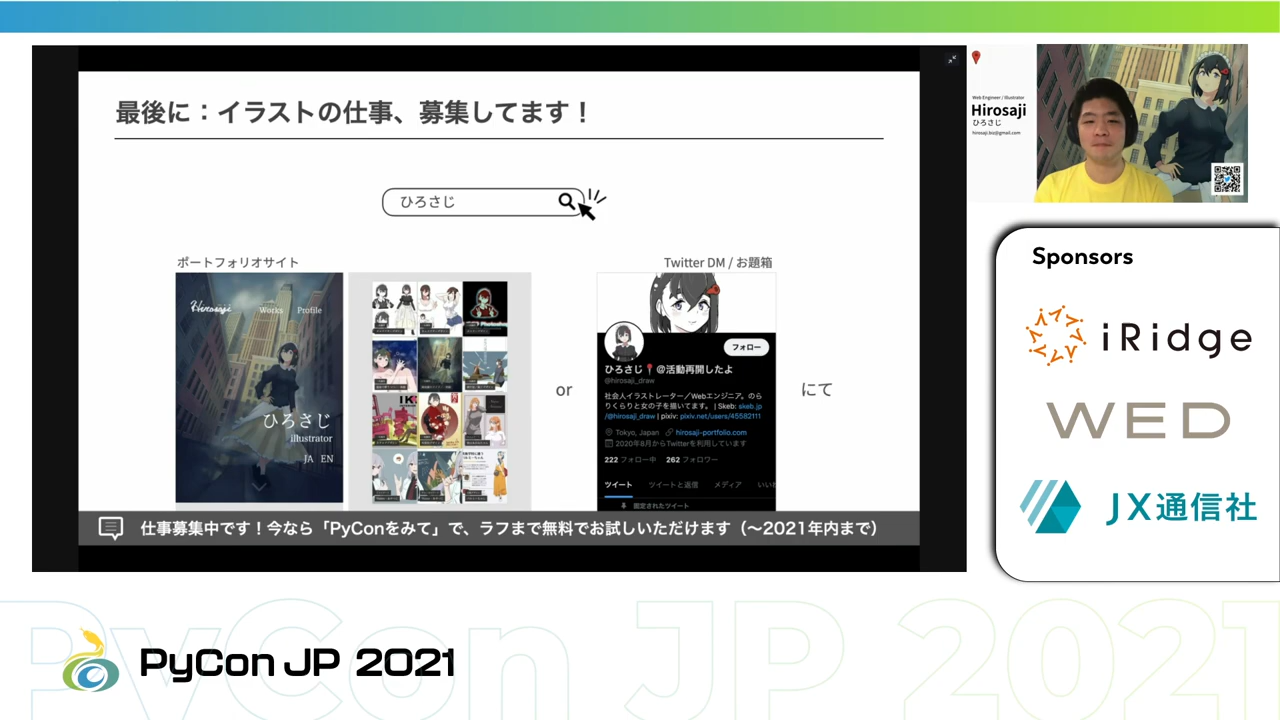 最後に：イラストの仕事、募集してます！
ひろさじ
ポートフォリオサイト
Hirosaji
Works Profile
ひろさじ
illustrator
JA EN
or
Twitter DM / お題箱
フォロー
ひろさじ📍@活動再開したよ
@hirosaji_draw
社会人イラストレーター／Webエンジニア。のらりくらりと女の子を描いてます。 | Skeb: skeb.jp
/@hirosaji_draw | pixiv: pixiv.net/users/45582111
Tokyo, Japan hirosaji-portfolio.com
2020年8月からTwitterを利用しています
222 フォロー中 262 フォロワー
ツイート ツイートと返信 メディア いいね
固定されたツイート
にて
仕事募集中です！今なら「PyConをみて」で、ラフまで無料でお試しいただけます（～2021年内まで）
Web Engineer / Illustrator
Hirosaji
ひろさじ
hirosaji.biz@gmail.com
Sponsors
iRidge
WED
JX通信社
PyCon JP 2021
PyCon JP 2021